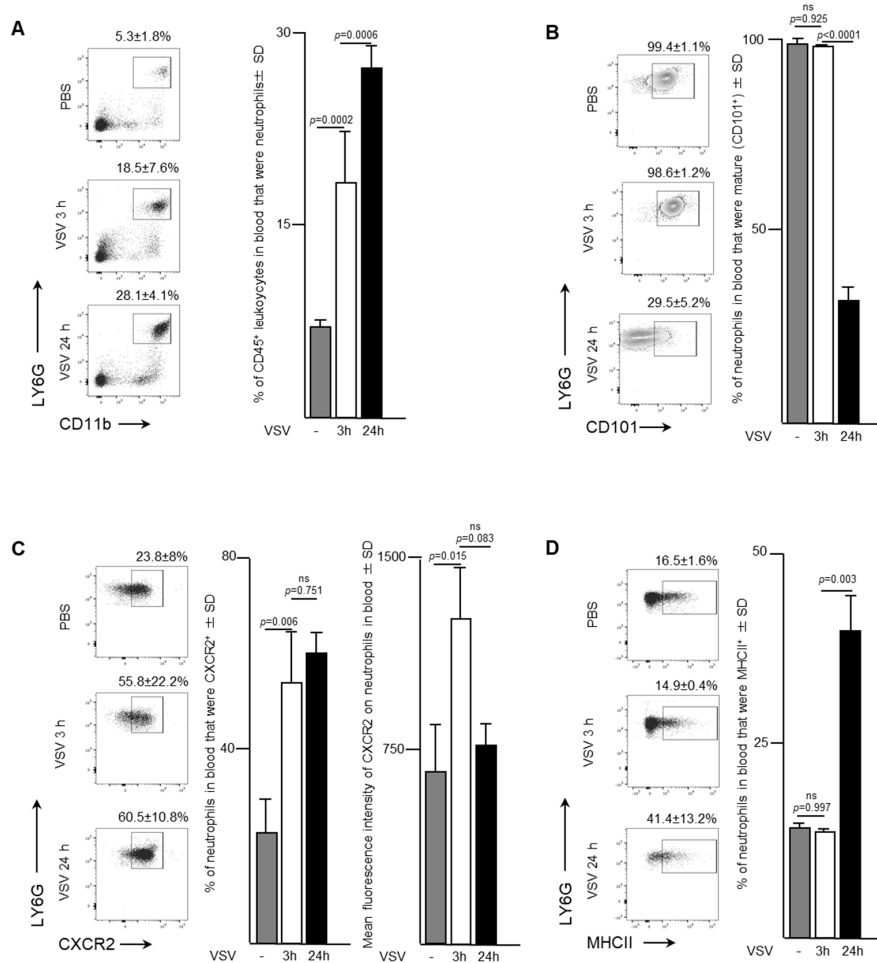 A
5.3±1.8%
PBS
18.5±7.6%
VSV 3 h
28.1±4.1%
VSV 24 h
LY6G
CD11b
% of CD45⁺ leukoyocytes in blood that were neutrophils± SD
30
15
p=0.0006
p=0.0002
VSV - 3h 24h
B
99.4±1.1%
PBS
98.6±1.2%
VSV 3 h
29.5±5.2%
VSV 24 h
LY6G
CD101
% of neutrophils in blood that were mature (CD101⁺) ± SD
100
50
ns
p=0.925
p<0.0001
VSV - 3h 24h
C
23.8±8%
PBS
55.8±22.2%
VSV 3 h
60.5±10.8%
VSV 24 h
LY6G
CXCR2
% of neutrophils in blood that were CXCR2⁺ ± SD
80
40
ns
p=0.751
p=0.006
VSV - 3h 24h
Mean fluorescence intensity of CXCR2 on neutrophils in blood ± SD
1500
750
ns
p=0.083
p=0.015
VSV - 3h 24h
D
16.5±1.6%
PBS
14.9±0.4%
VSV 3 h
41.4±13.2%
VSV 24 h
LY6G
MHCII
% of neutrophils in blood that were MHCII⁺ ± SD
50
25
p=0.003
ns
p=0.997
VSV - 3h 24h